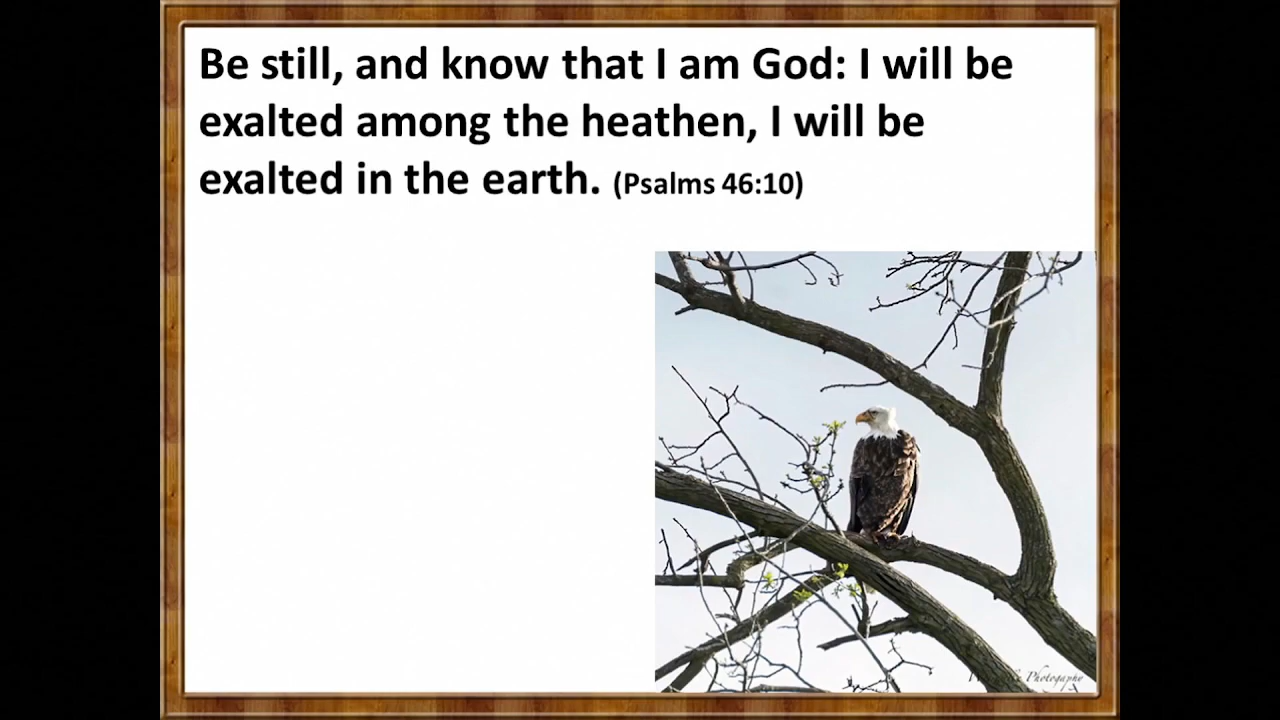 Be still, and know that I am God: I will be
exalted among the heathen, I will be
exalted in the earth. (Psalms 46:10)
Photogaphy